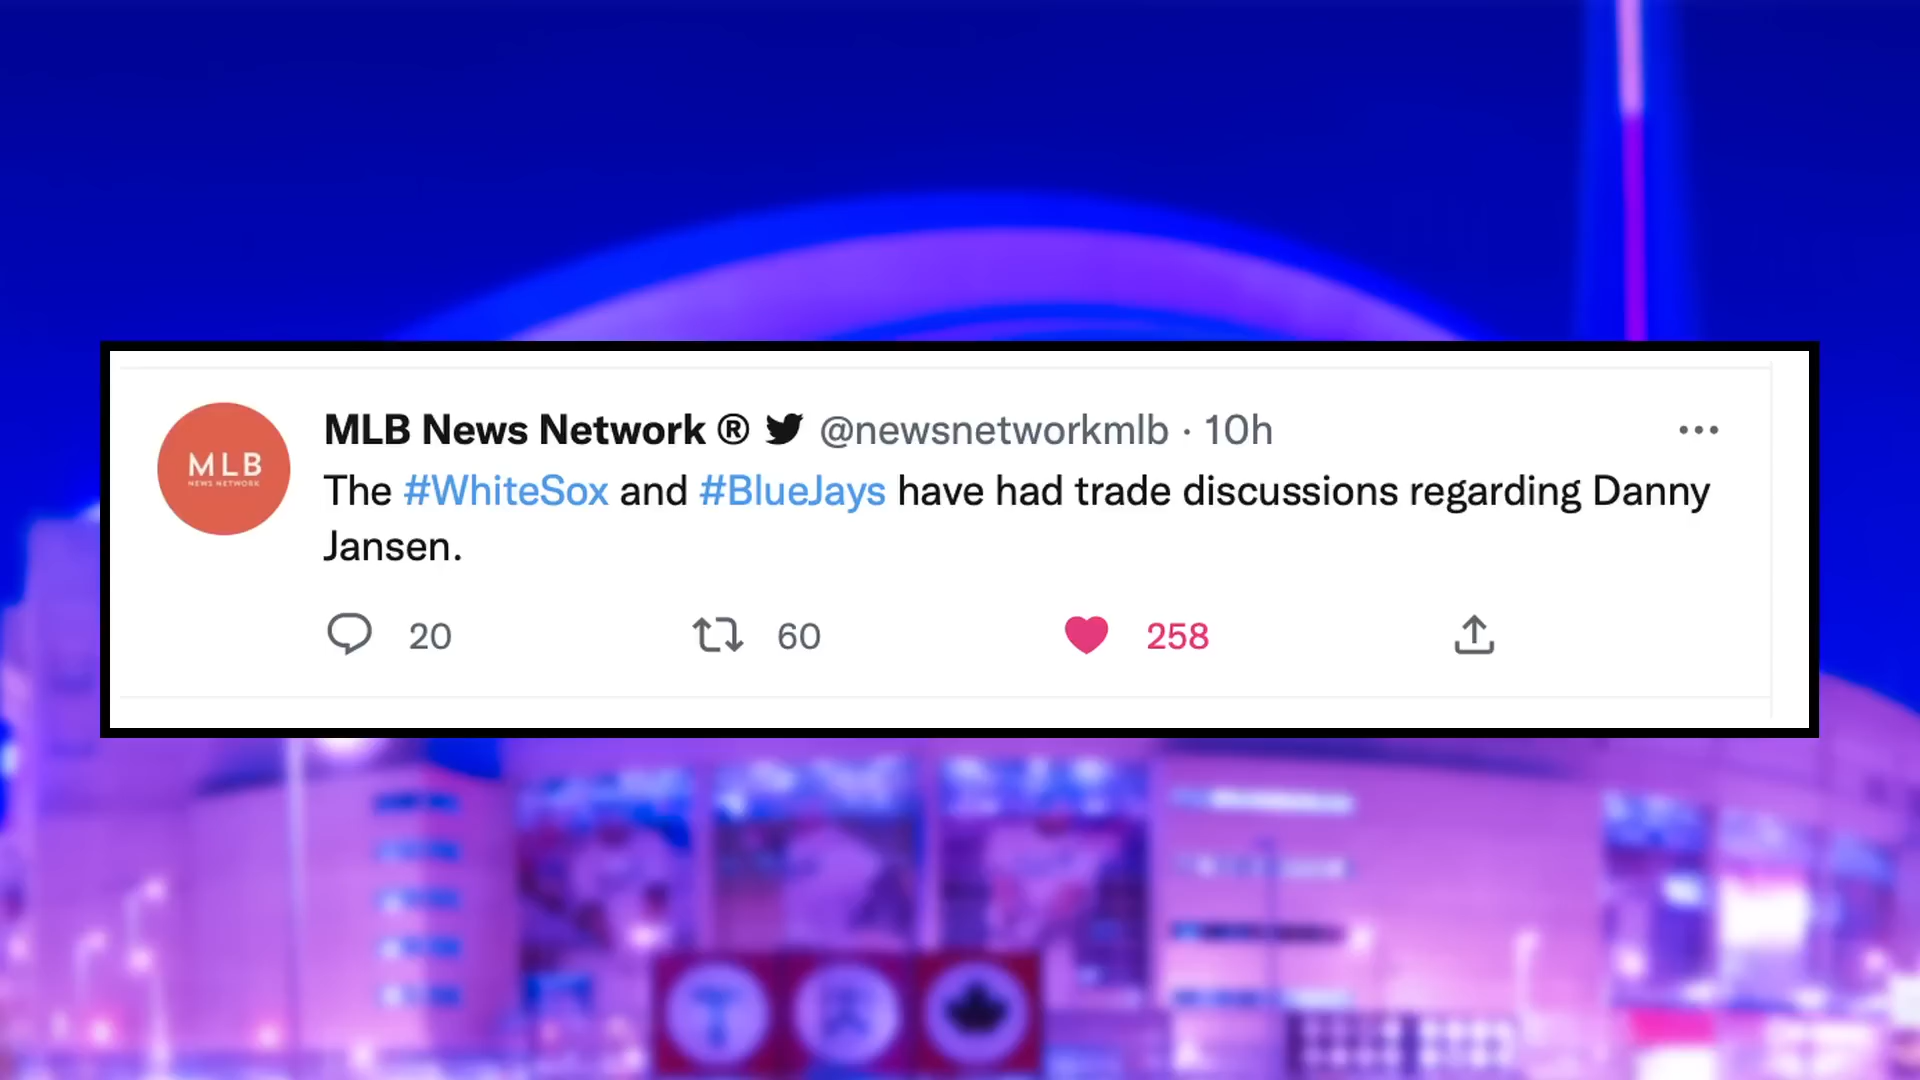 MLB News Network ® @newsnetworkmlb · 10h
MLB
NEWS NETWORK
The #WhiteSox and #BlueJays have had trade discussions regarding Danny
Jansen.
20 60 258